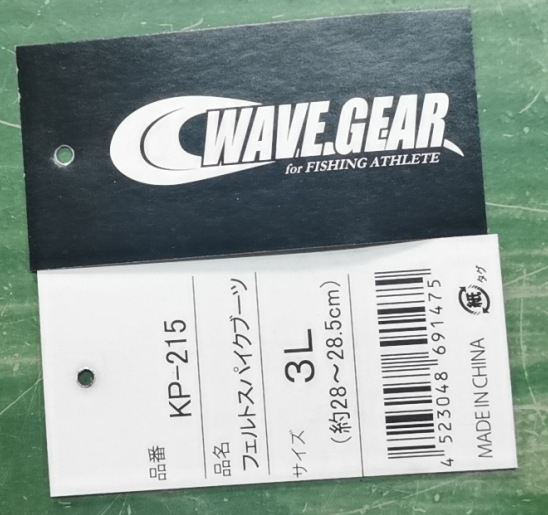 WAVE.GEAR
for FISHING ATHLETE
品番
KP-215
品名
フェルトスパイクブーツ
サイズ
3L
(約28～28.5cm)
4 523048 691475
紙
タグ
MADE IN CHINA